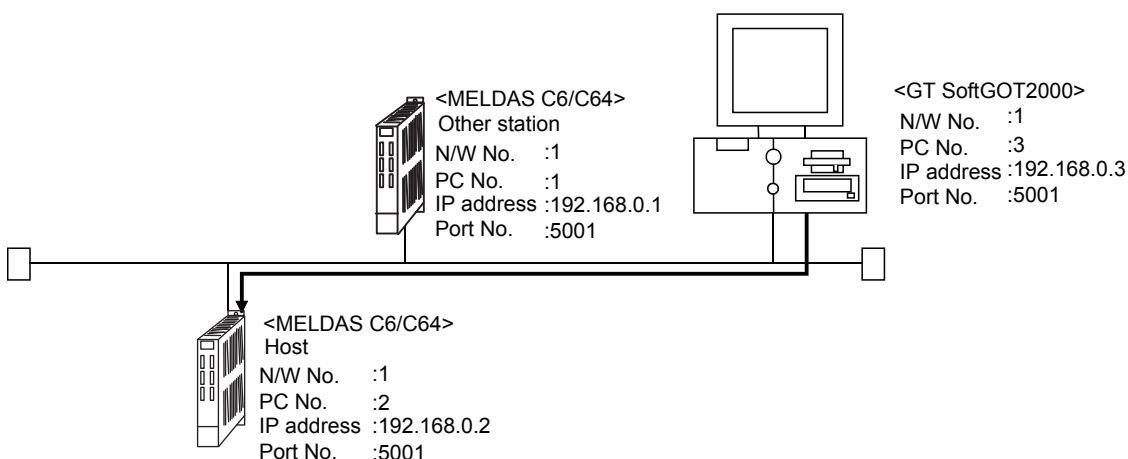 <MELDAS C6/C64>
Other station
N/W No. :1
PC No. :1
IP address :192.168.0.1
Port No. :5001
<GT SoftGOT2000>
N/W No. :1
PC No. :3
IP address :192.168.0.3
Port No. :5001
<MELDAS C6/C64>
Host
N/W No. :1
PC No. :2
IP address :192.168.0.2
Port No. :5001